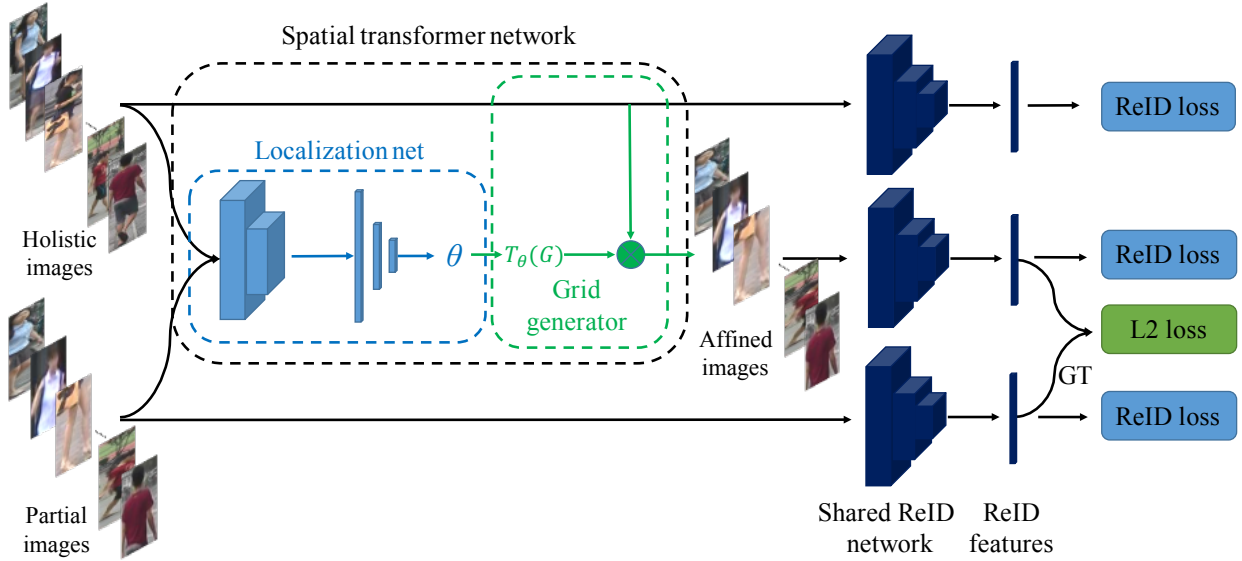 Spatial transformer network
ReID loss
Localization net
Holistic
images
θ
T_θ(G)
Grid
generator
ReID loss
Affined
images
L2 loss
GT
ReID loss
Partial
images
Shared ReID
network
ReID
features